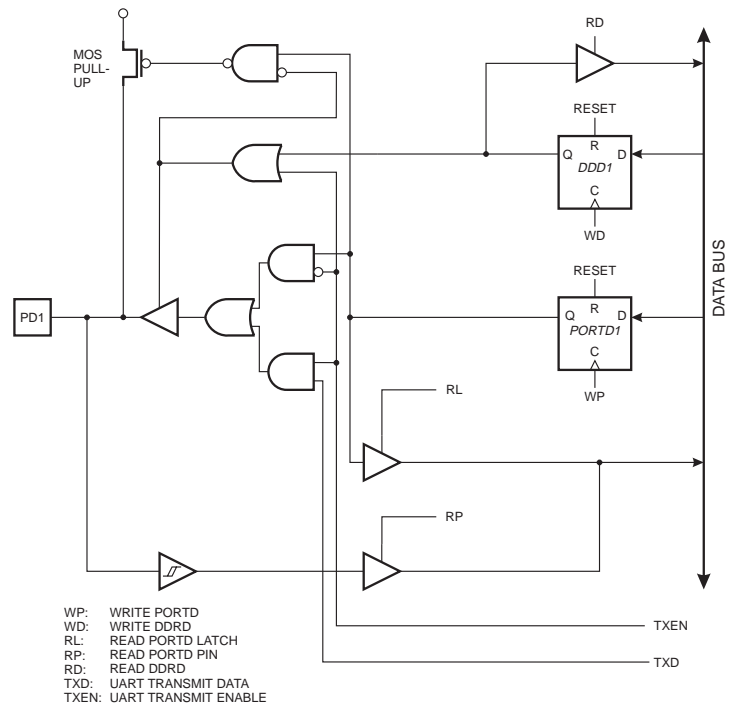 RD
MOS
PULL-
UP
RESET
R
Q
D
DDD1
C
WD
DATA BUS
RESET
R
Q
D
PORTD1
C
WP
PD1
RL
RP
TXEN
TXD
WP: WRITE PORTD
WD: WRITE DDRD
RL: READ PORTD LATCH
RP: READ PORTD PIN
RD: READ DDRD
TXD: UART TRANSMIT DATA
TXEN: UART TRANSMIT ENABLE